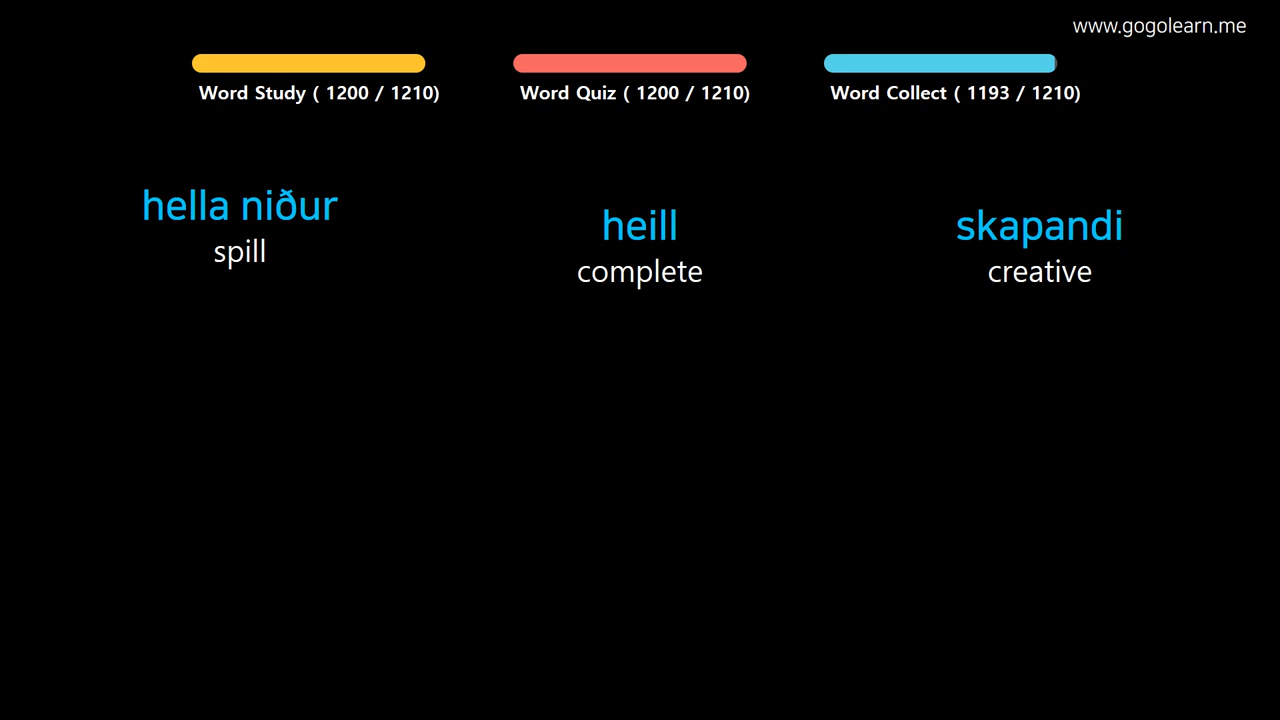 www.gogolearn.me
Word Study ( 1200 / 1210)
Word Quiz ( 1200 / 1210)
Word Collect ( 1193 / 1210)
hella niður
spill
heill
complete
skapandi
creative